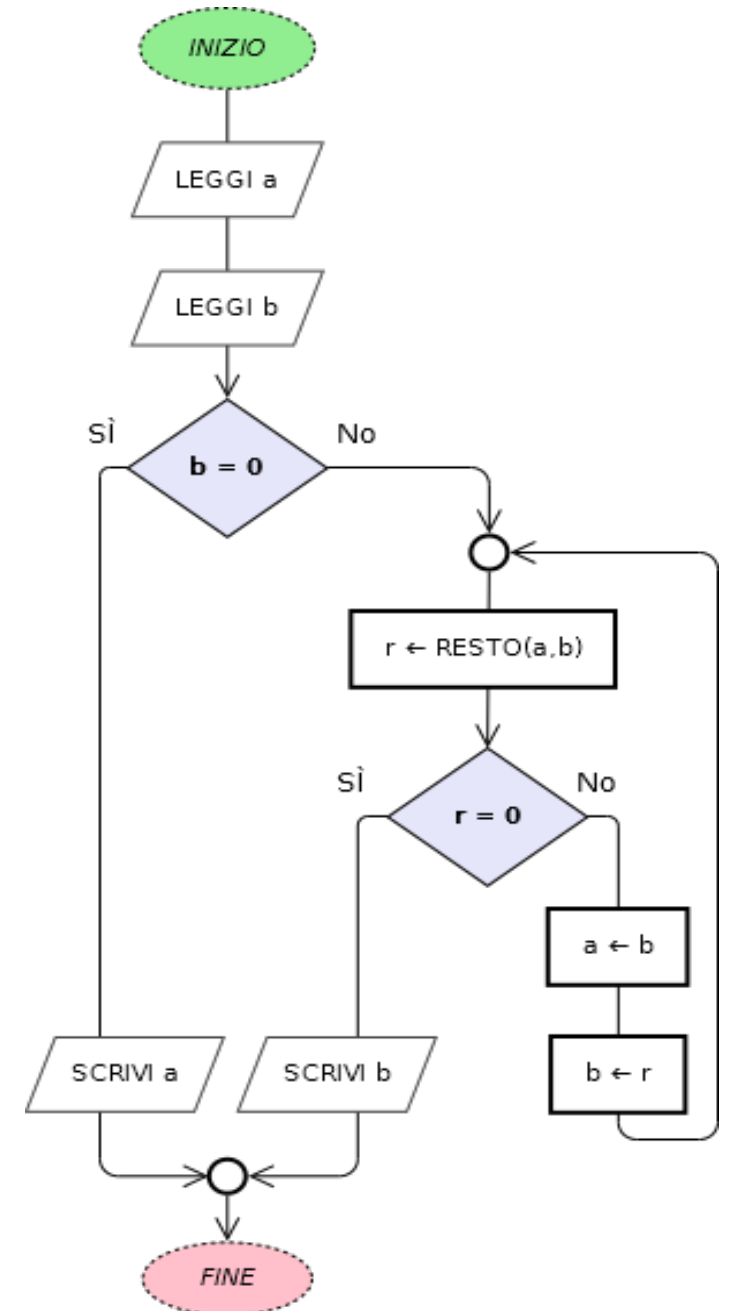 INIZIO
LEGGI a
LEGGI b
SÌ
No
b = 0
r ← RESTO(a,b)
SÌ
No
r = 0
a ← b
SCRIVI a
SCRIVI b
b ← r
FINE